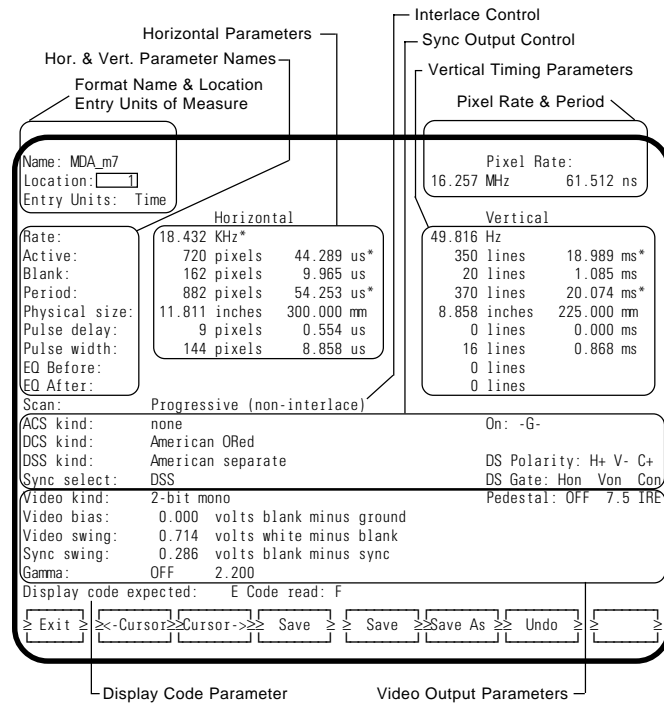 Interlace Control
Horizontal Parameters
Sync Output Control
Hor. & Vert. Parameter Names
Vertical Timing Parameters
Format Name & Location
Entry Units of Measure
Pixel Rate & Period
Name: MDA_m7 Pixel Rate:
Location: 1 16.257 MHz 61.512 ns
Entry Units: Time
Horizontal Vertical
Rate: 18.432 KHz* 49.816 Hz
Active: 720 pixels 44.289 us* 350 lines 18.989 ms*
Blank: 162 pixels 9.965 us 20 lines 1.085 ms
Period: 882 pixels 54.253 us* 370 lines 20.074 ms*
Physical size: 11.811 inches 300.000 mm 8.858 inches 225.000 mm
Pulse delay: 9 pixels 0.554 us 0 lines 0.000 ms
Pulse width: 144 pixels 8.858 us 16 lines 0.868 ms
EQ Before: 0 lines
EQ After: 0 lines
Scan: Progressive (non-interlace)
ACS kind: none On: -G-
DCS kind: American ORed
DSS kind: American separate DS Polarity: H+ V- C+
Sync select: DSS DS Gate: Hon Von Con
Video kind: 2-bit mono Pedestal: OFF 7.5 IRE
Video bias: 0.000 volts blank minus ground
Video swing: 0.714 volts white minus blank
Sync swing: 0.286 volts blank minus sync
Gamma: OFF 2.200
Display code expected: E Code read: F
≥ Exit ≥ ≥<-Cursor≥≥Cursor->≥≥ Save ≥ ≥ Save ≥≥Save As ≥≥ Undo ≥ ≥ ≥
Display Code Parameter
Video Output Parameters